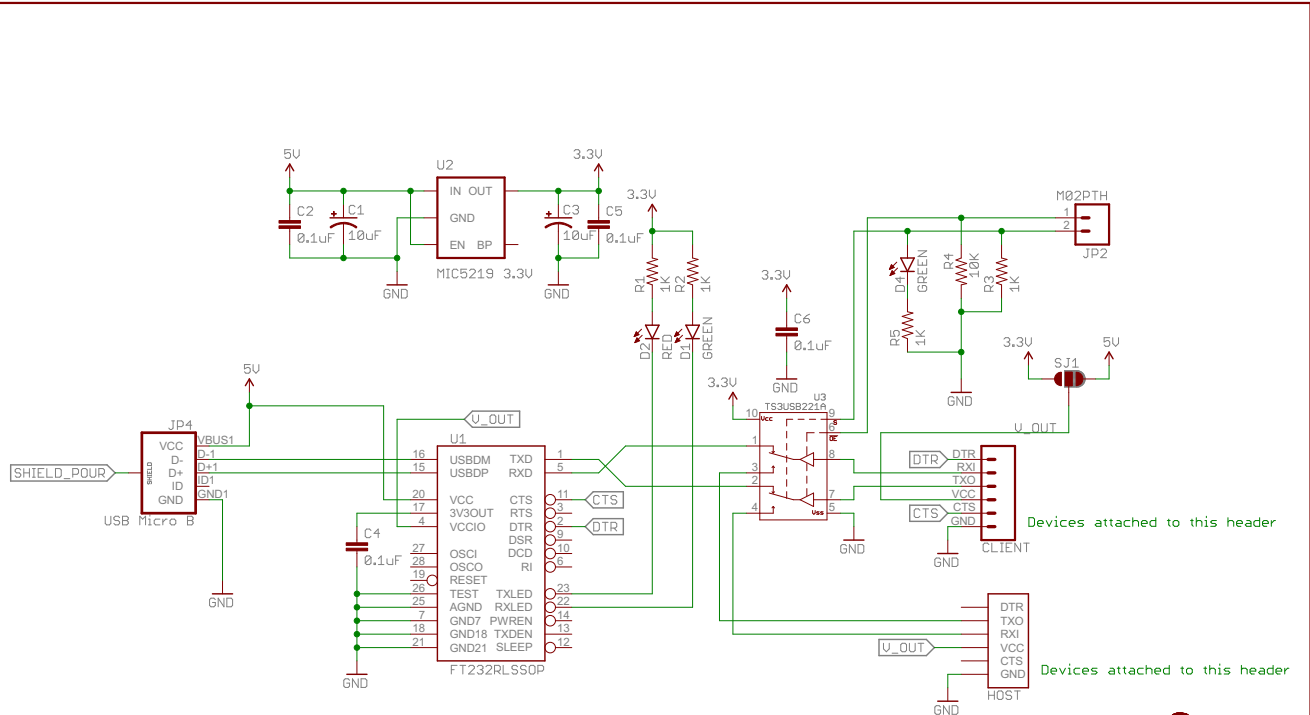 5V
U2
3.3V
IN OUT
GND
EN BP
MIC5219 3.3V
C2
0.1uF
C1
10uF
GND
C3
10uF
C5
0.1uF
GND
3.3V
R1
1K
R2
1K
D2
RED
D1
GREEN
3.3V
C6
0.1uF
GND
M02PTH
1
2
JP2
D4
GREEN
R5
1K
R4
10K
R3
1K
GND
3.3V
SJ1
5V
V_OUT
5V
JP4
VCC
D-
D+
ID
GND
SHIELD
VBUS1
D-1
D+1
ID1
GND1
SHIELD_POUR
USB Micro B
GND
V_OUT
U1
16 USBDM TXD 1
15 USBDP RXD 5
20 VCC CTS 11
17 3V3OUT RTS 3
4 VCCIO DTR 2
DSR 9
27 OSCI DCD 10
28 OSCO RI 6
19 RESET
26 TEST TXLED 23
25 AGND RXLED 22
7 GND7 PWREN 14
18 GND18 TXDEN 13
21 GND21 SLEEP 12
FT232RLSSOP
CTS
DTR
C4
0.1uF
GND
3.3V
U3
TS3USB221A
10 Vcc S 9
OE 6
1
3
2
4
8
7
Vss 5
GND
DTR
CTS
DTR
RXI
TXO
VCC
CTS
GND
CLIENT
GND
Devices attached to this header
DTR
TXO
RXI
VCC
CTS
GND
HOST
V_OUT
GND
Devices attached to this header